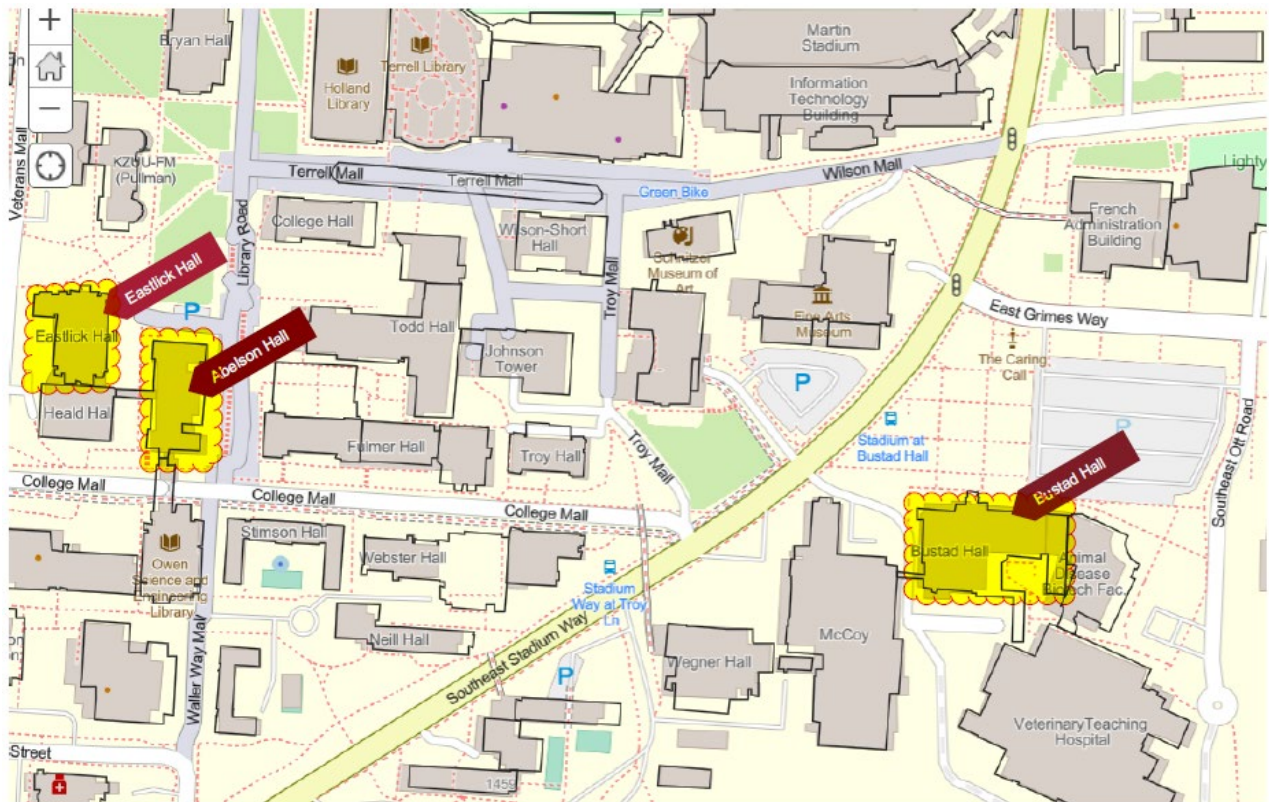 +
−
Bryan Hall
Veterans Mall
KZUU-FM
(Pullman)
Holland
Library
Terrell Library
Martin
Stadium
Information
Technology
Building
Terrell Mall
Terrell Mall
Green Bike
Wilson Mall
Lighty
College Hall
Library Road
Wilson-Short
Hall
Troy Mall
Schnitzer
Museum of
Art
French
Administration
Building
Eastlick Hall
Eastlick Hall
P
Abelson Hall
Todd Hall
Johnson
Tower
Fine Arts
Museum
P
East Grimes Way
The Caring
Call
Heald Hal
Fulmer Hall
Troy Hall
Troy Mall
Stadium at
Bustad Hall
P
Southeast Ott Road
Bustad Hall
College Mall
College Mall
College Mall
Stimson Hall
Webster Hall
Bustad Hall
Animal
Disease
Biotech Fac.
Owen
Science and
Engineering
Library
Stadium
Way at Troy
Ln
Neill Hall
McCoy
Waller Way Mall
Southeast Stadium Way
P
Wegner Hall
Veterinary Teaching
Hospital
Street
1459